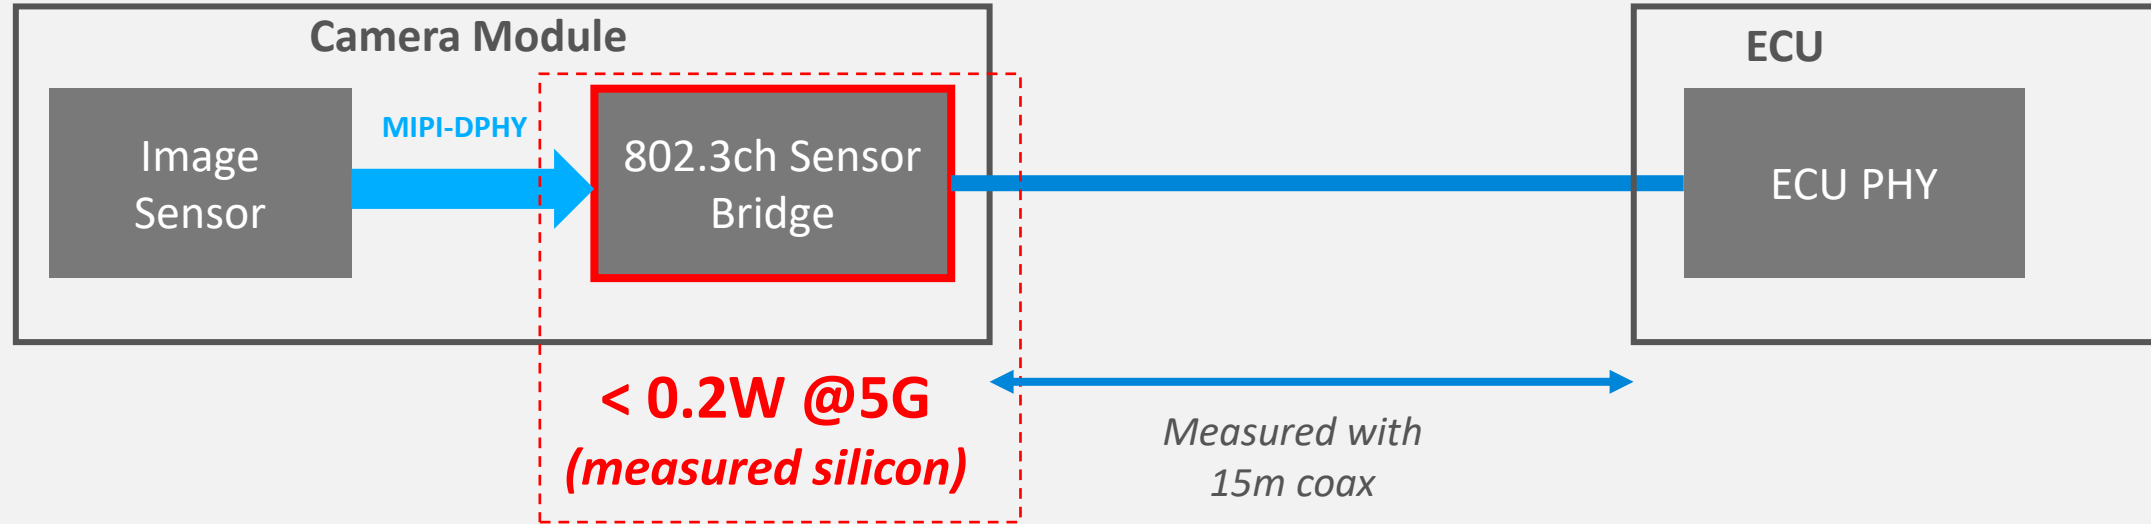 Camera Module
ECU
MIPI-DPHY
Image
Sensor
802.3ch Sensor
Bridge
ECU PHY
< 0.2W @5G
(measured silicon)
Measured with
15m coax